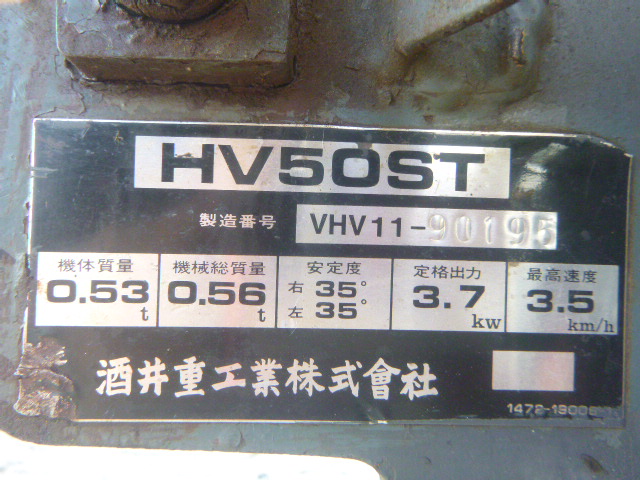 HV50ST
製造番号 VHV11-90195
機体質量 機械総質量 安定度 定格出力 最高速度
0.53 t 0.56 t 右 35° 左 35° 3.7 kw 3.5 km/h
酒井重工業株式會社